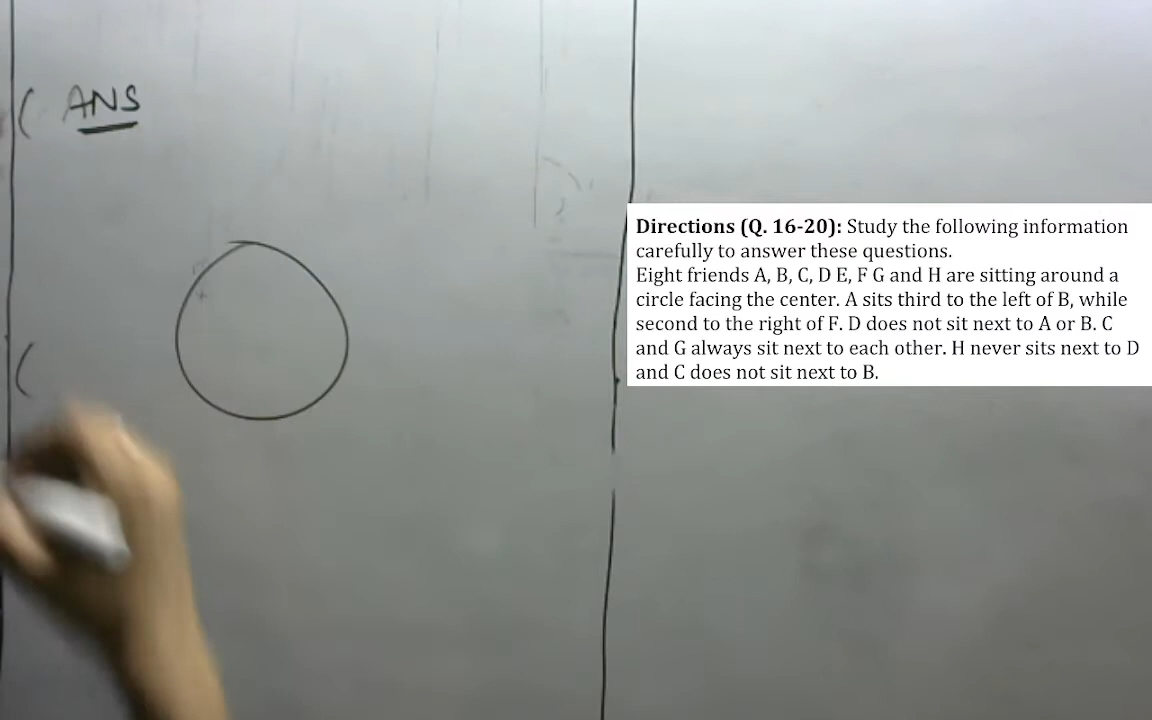 ( ANS
(
Directions (Q. 16-20): Study the following information
carefully to answer these questions.
Eight friends A, B, C, D E, F G and H are sitting around a
circle facing the center. A sits third to the left of B, while
second to the right of F. D does not sit next to A or B. C
and G always sit next to each other. H never sits next to D
and C does not sit next to B.